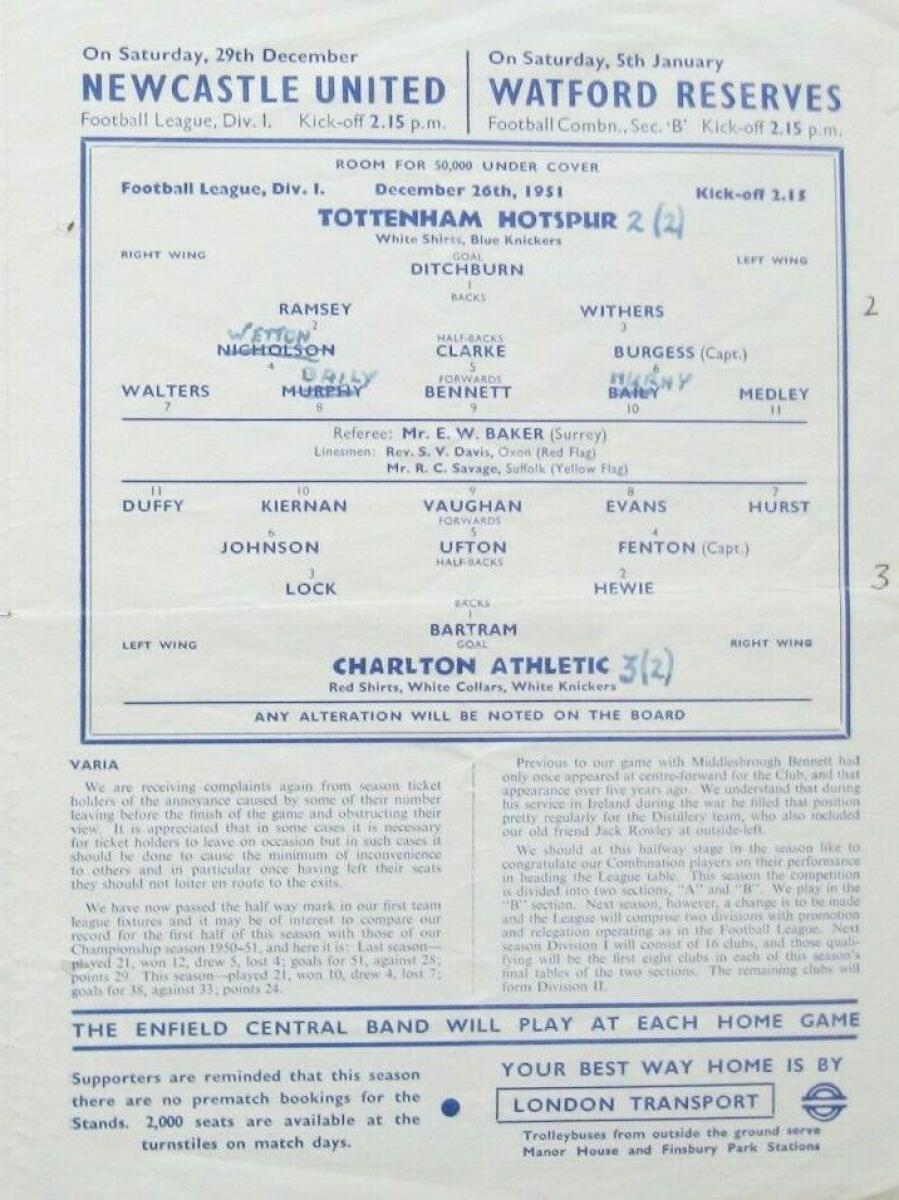 On Saturday, 29th December
NEWCASTLE UNITED
Football League, Div. I. Kick-off 2.15 p.m.
On Saturday, 5th January
WATFORD RESERVES
Football Combn., Sec. 'B' Kick-off 2.15 p.m.
ROOM FOR 50,000 UNDER COVER
Football League, Div. I. December 26th, 1951 Kick-off 2.15
TOTTENHAM HOTSPUR 2 (2)
White Shirts, Blue Knickers
RIGHT WING GOAL LEFT WING
DITCHBURN
1
BACKS
RAMSEY WITHERS
2 3
2
WETTON
HALF-BACKS
NICHOLSON CLARKE BURGESS (Capt.)
4 5 6
BAILY FORWARDS MURPHY
WALTERS MURPHY BENNETT BAILY MEDLEY
7 8 9 10 11
Referee: Mr. E. W. BAKER (Surrey)
Linesmen: Rev. S. V. Davis, Oxon (Red Flag)
Mr. R. C. Savage, Suffolk (Yellow Flag)
11 10 9 8 7
DUFFY KIERNAN VAUGHAN EVANS HURST
FORWARDS
6 5 4
JOHNSON UFTON FENTON (Capt.)
HALF-BACKS
3 2
3
LOCK HEWIE
BACKS
1
BARTRAM
LEFT WING GOAL RIGHT WING
CHARLTON ATHLETIC 3 (2)
Red Shirts, White Collars, White Knickers
ANY ALTERATION WILL BE NOTED ON THE BOARD
VARIA
We are receiving complaints again from season ticket
holders of the annoyance caused by some of their number
leaving before the finish of the game and obstructing their
view. It is appreciated that in some cases it is necessary
for ticket holders to leave on occasion but in such cases it
should be done to cause the minimum of inconvenience
to others and in particular once having left their seats
they should not loiter en route to the exits.
We have now passed the half way mark in our first team
league fixtures and it may be of interest to compare our
record for the first half of this season with those of our
Championship season 1950-51, and here it is: Last season—
played 21, won 12, drew 5, lost 4; goals for 51, against 28;
points 29. This season—played 21, won 10, drew 4, lost 7;
goals for 38, against 33; points 24.
Previous to our game with Middlesbrough Bennett had
only once appeared at centre-forward for the Club, and that
appearance over five years ago. We understand that during
his service in Ireland during the war he filled that position
pretty regularly for the Distillery team, who also included
our old friend Jack Rowley at outside-left.
We should at this halfway stage in the season like to
congratulate our Combination players on their performance
in heading the League table. This season the competition
is divided into two sections, "A" and "B". We play in the
"B" section. Next season, however, a change is to be made
and the League will comprise two divisions with promotion
and relegation operating as in the Football League. Next
season Division I will consist of 16 clubs, and those quali-
fying will be the first eight clubs in each of this season's
final tables of the two sections. The remaining clubs will
form Division II.
THE ENFIELD CENTRAL BAND WILL PLAY AT EACH HOME GAME
Supporters are reminded that this season
there are no prematch bookings for the
Stands. 2,000 seats are available at the
turnstiles on match days.
YOUR BEST WAY HOME IS BY
LONDON TRANSPORT
Trolleybuses from outside the ground serve
Manor House and Finsbury Park Stations